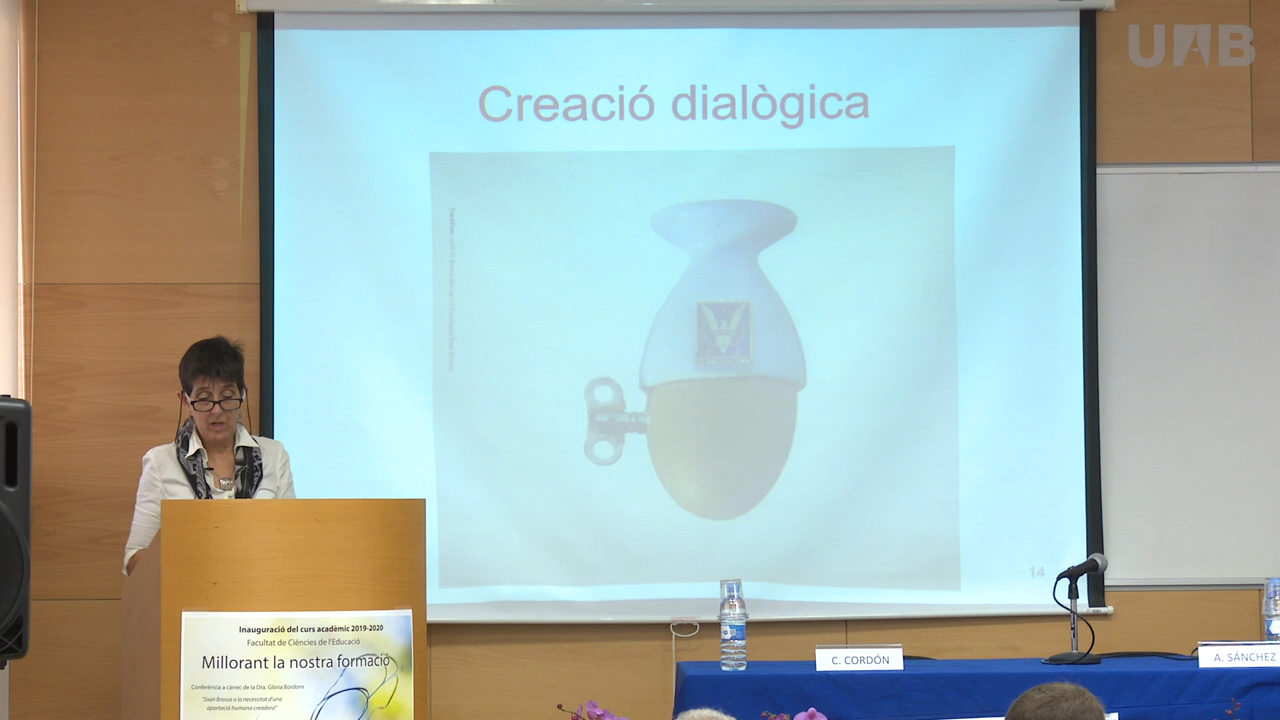 UAB
Creació dialògica
14
Inauguració del curs acadèmic 2019-2020
Facultat de Ciències de l'Educació
Millorant la nostra formació
Conferència a càrrec de la Dra. Glòria Bordons
"Joan Brossa o la necessitat d'una
aportació humana creadora"
C. CORDÓN
A. SÁNCHEZ